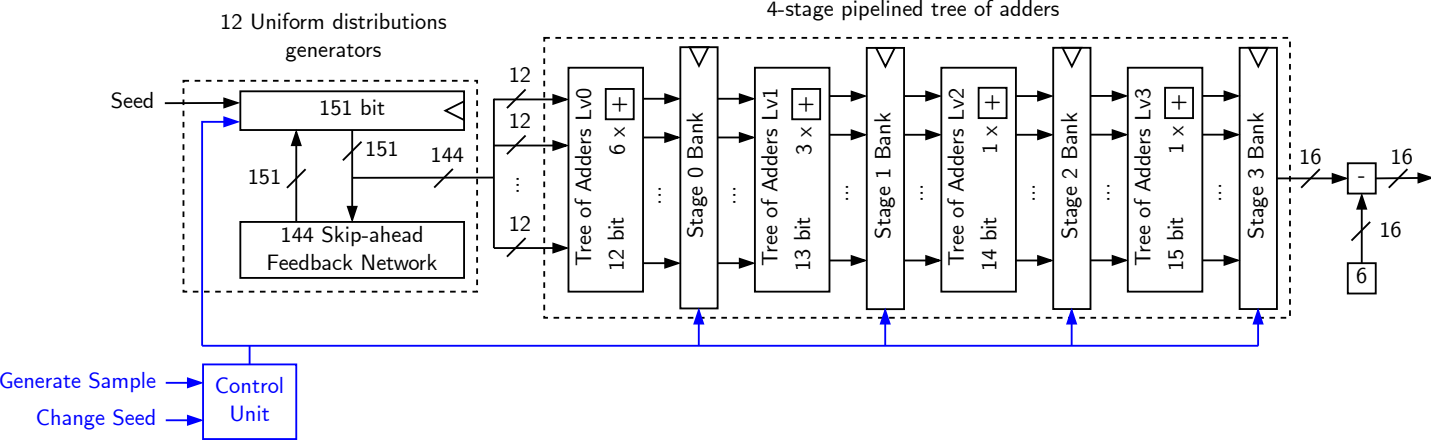 12 Uniform distributions
generators
4-stage pipelined tree of adders
Seed
151 bit
151
151
144
144 Skip-ahead
Feedback Network
12
12
...
12
Tree of Adders Lv0
12 bit
6 x
+
...
Stage 0 Bank
...
Tree of Adders Lv1
13 bit
3 x
+
...
Stage 1 Bank
...
Tree of Adders Lv2
14 bit
1 x
+
...
Stage 2 Bank
...
Tree of Adders Lv3
15 bit
1 x
+
...
Stage 3 Bank
16
-
16
16
6
Generate Sample
Change Seed
Control
Unit